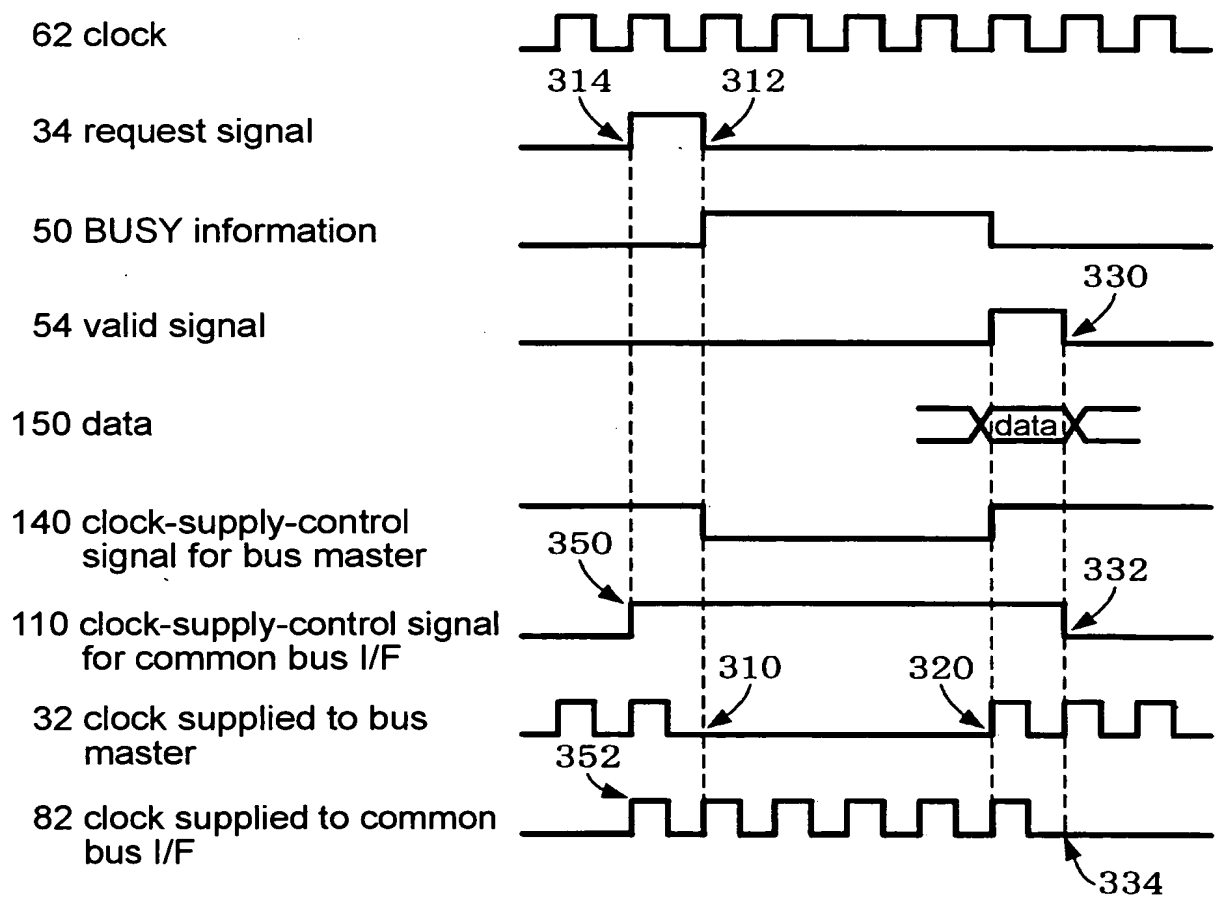 62 clock
314
312
34 request signal
50 BUSY information
330
54 valid signal
150 data
data
140 clock-supply-control
signal for bus master
350
332
110 clock-supply-control signal
for common bus I/F
310
320
32 clock supplied to bus
master
352
82 clock supplied to common
bus I/F
334